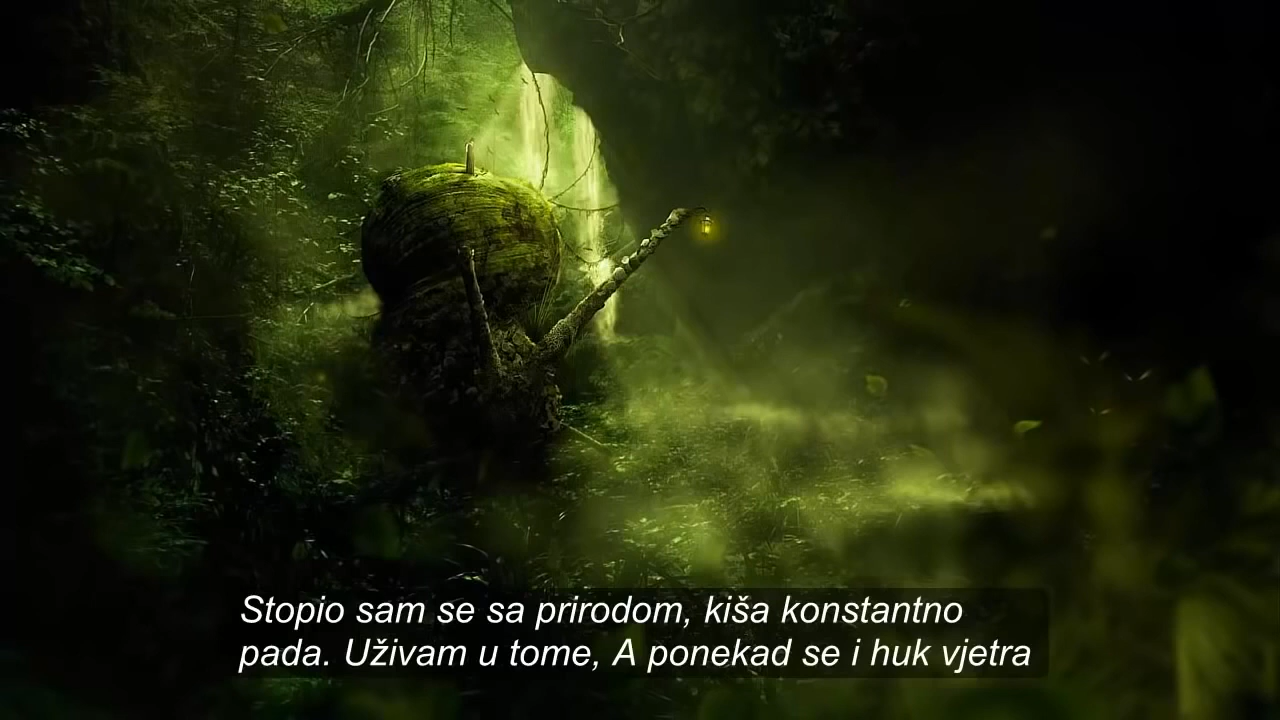 Stopio sam se sa prirodom, kiša konstantno
pada. Uživam u tome, A ponekad se i huk vjetra